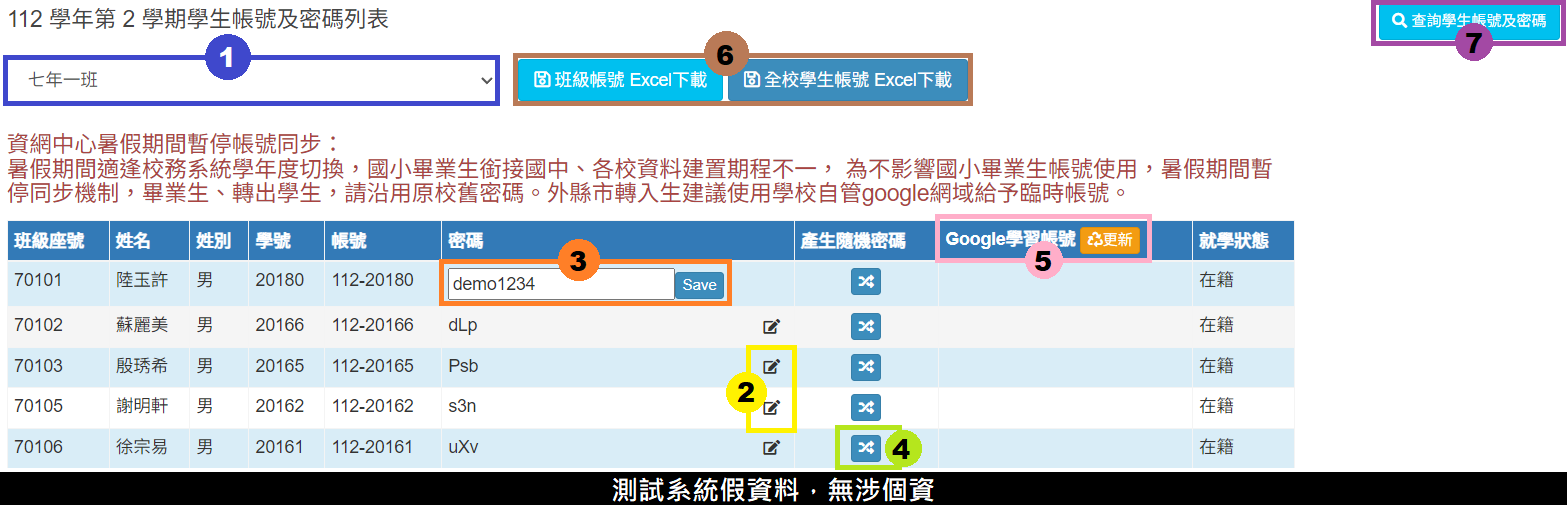 112 學年第 2 學期學生帳號及密碼列表
查詢學生帳號及密碼
7
1
七年一班
6
班級帳號 Excel下載 全校學生帳號 Excel下載
資網中心暑假期間暫停帳號同步：
暑假期間適逢校務系統學年度切換，國小畢業生銜接國中、各校資料建置期程不一， 為不影響國小畢業生帳號使用，暑假期間暫
停同步機制，畢業生、轉出學生，請沿用原校舊密碼。外縣市轉入生建議使用學校自管google網域給予臨時帳號。
班級座號 姓名 姓別 學號 帳號 密碼 產生隨機密碼 Google學習帳號 更新 就學狀態
3
5
70101 陸玉許 男 20180 112-20180 demo1234 Save 在籍
70102 蘇麗美 男 20166 112-20166 dLp 在籍
70103 殷琇希 男 20165 112-20165 Psb 在籍
2
70105 謝明軒 男 20162 112-20162 s3n 在籍
70106 徐宗易 男 20161 112-20161 uXv 4 在籍
測試系統假資料，無涉個資